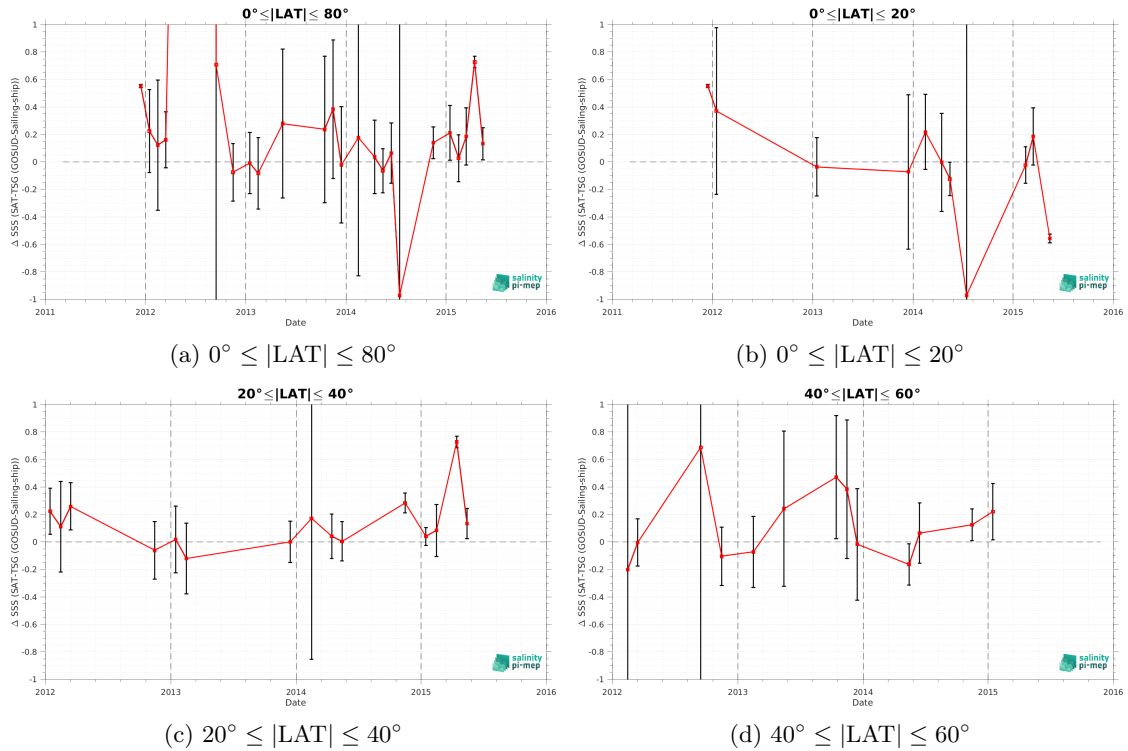 0°≤|LAT|≤ 80°
1
0.8
0.6
0.4
0.2
0
-0.2
-0.4
-0.6
-0.8
-1
Δ SSS (SAT-TSG (GOSUD-Sailing-ship))
2011 2012 2013 2014 2015 2016
Date
salinity
pi-mep
(a) 0° ≤ |LAT| ≤ 80°
0°≤|LAT|≤ 20°
1
0.8
0.6
0.4
0.2
0
-0.2
-0.4
-0.6
-0.8
-1
Δ SSS (SAT-TSG (GOSUD-Sailing-ship))
2011 2012 2013 2014 2015 2016
Date
salinity
pi-mep
(b) 0° ≤ |LAT| ≤ 20°
20°≤|LAT|≤ 40°
1
0.8
0.6
0.4
0.2
0
-0.2
-0.4
-0.6
-0.8
-1
Δ SSS (SAT-TSG (GOSUD-Sailing-ship))
2012 2013 2014 2015 2016
Date
salinity
pi-mep
(c) 20° ≤ |LAT| ≤ 40°
40°≤|LAT|≤ 60°
1
0.8
0.6
0.4
0.2
0
-0.2
-0.4
-0.6
-0.8
-1
Δ SSS (SAT-TSG (GOSUD-Sailing-ship))
2012 2013 2014 2015 2016
Date
salinity
pi-mep
(d) 40° ≤ |LAT| ≤ 60°